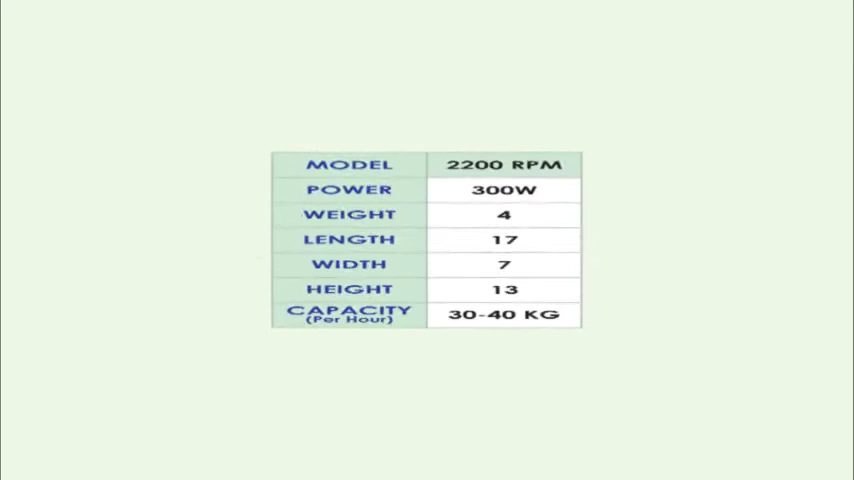 MODEL 2200 RPM
POWER 300W
WEIGHT 4
LENGTH 17
WIDTH 7
HEIGHT 13
CAPACITY
(Per Hour) 30-40 KG